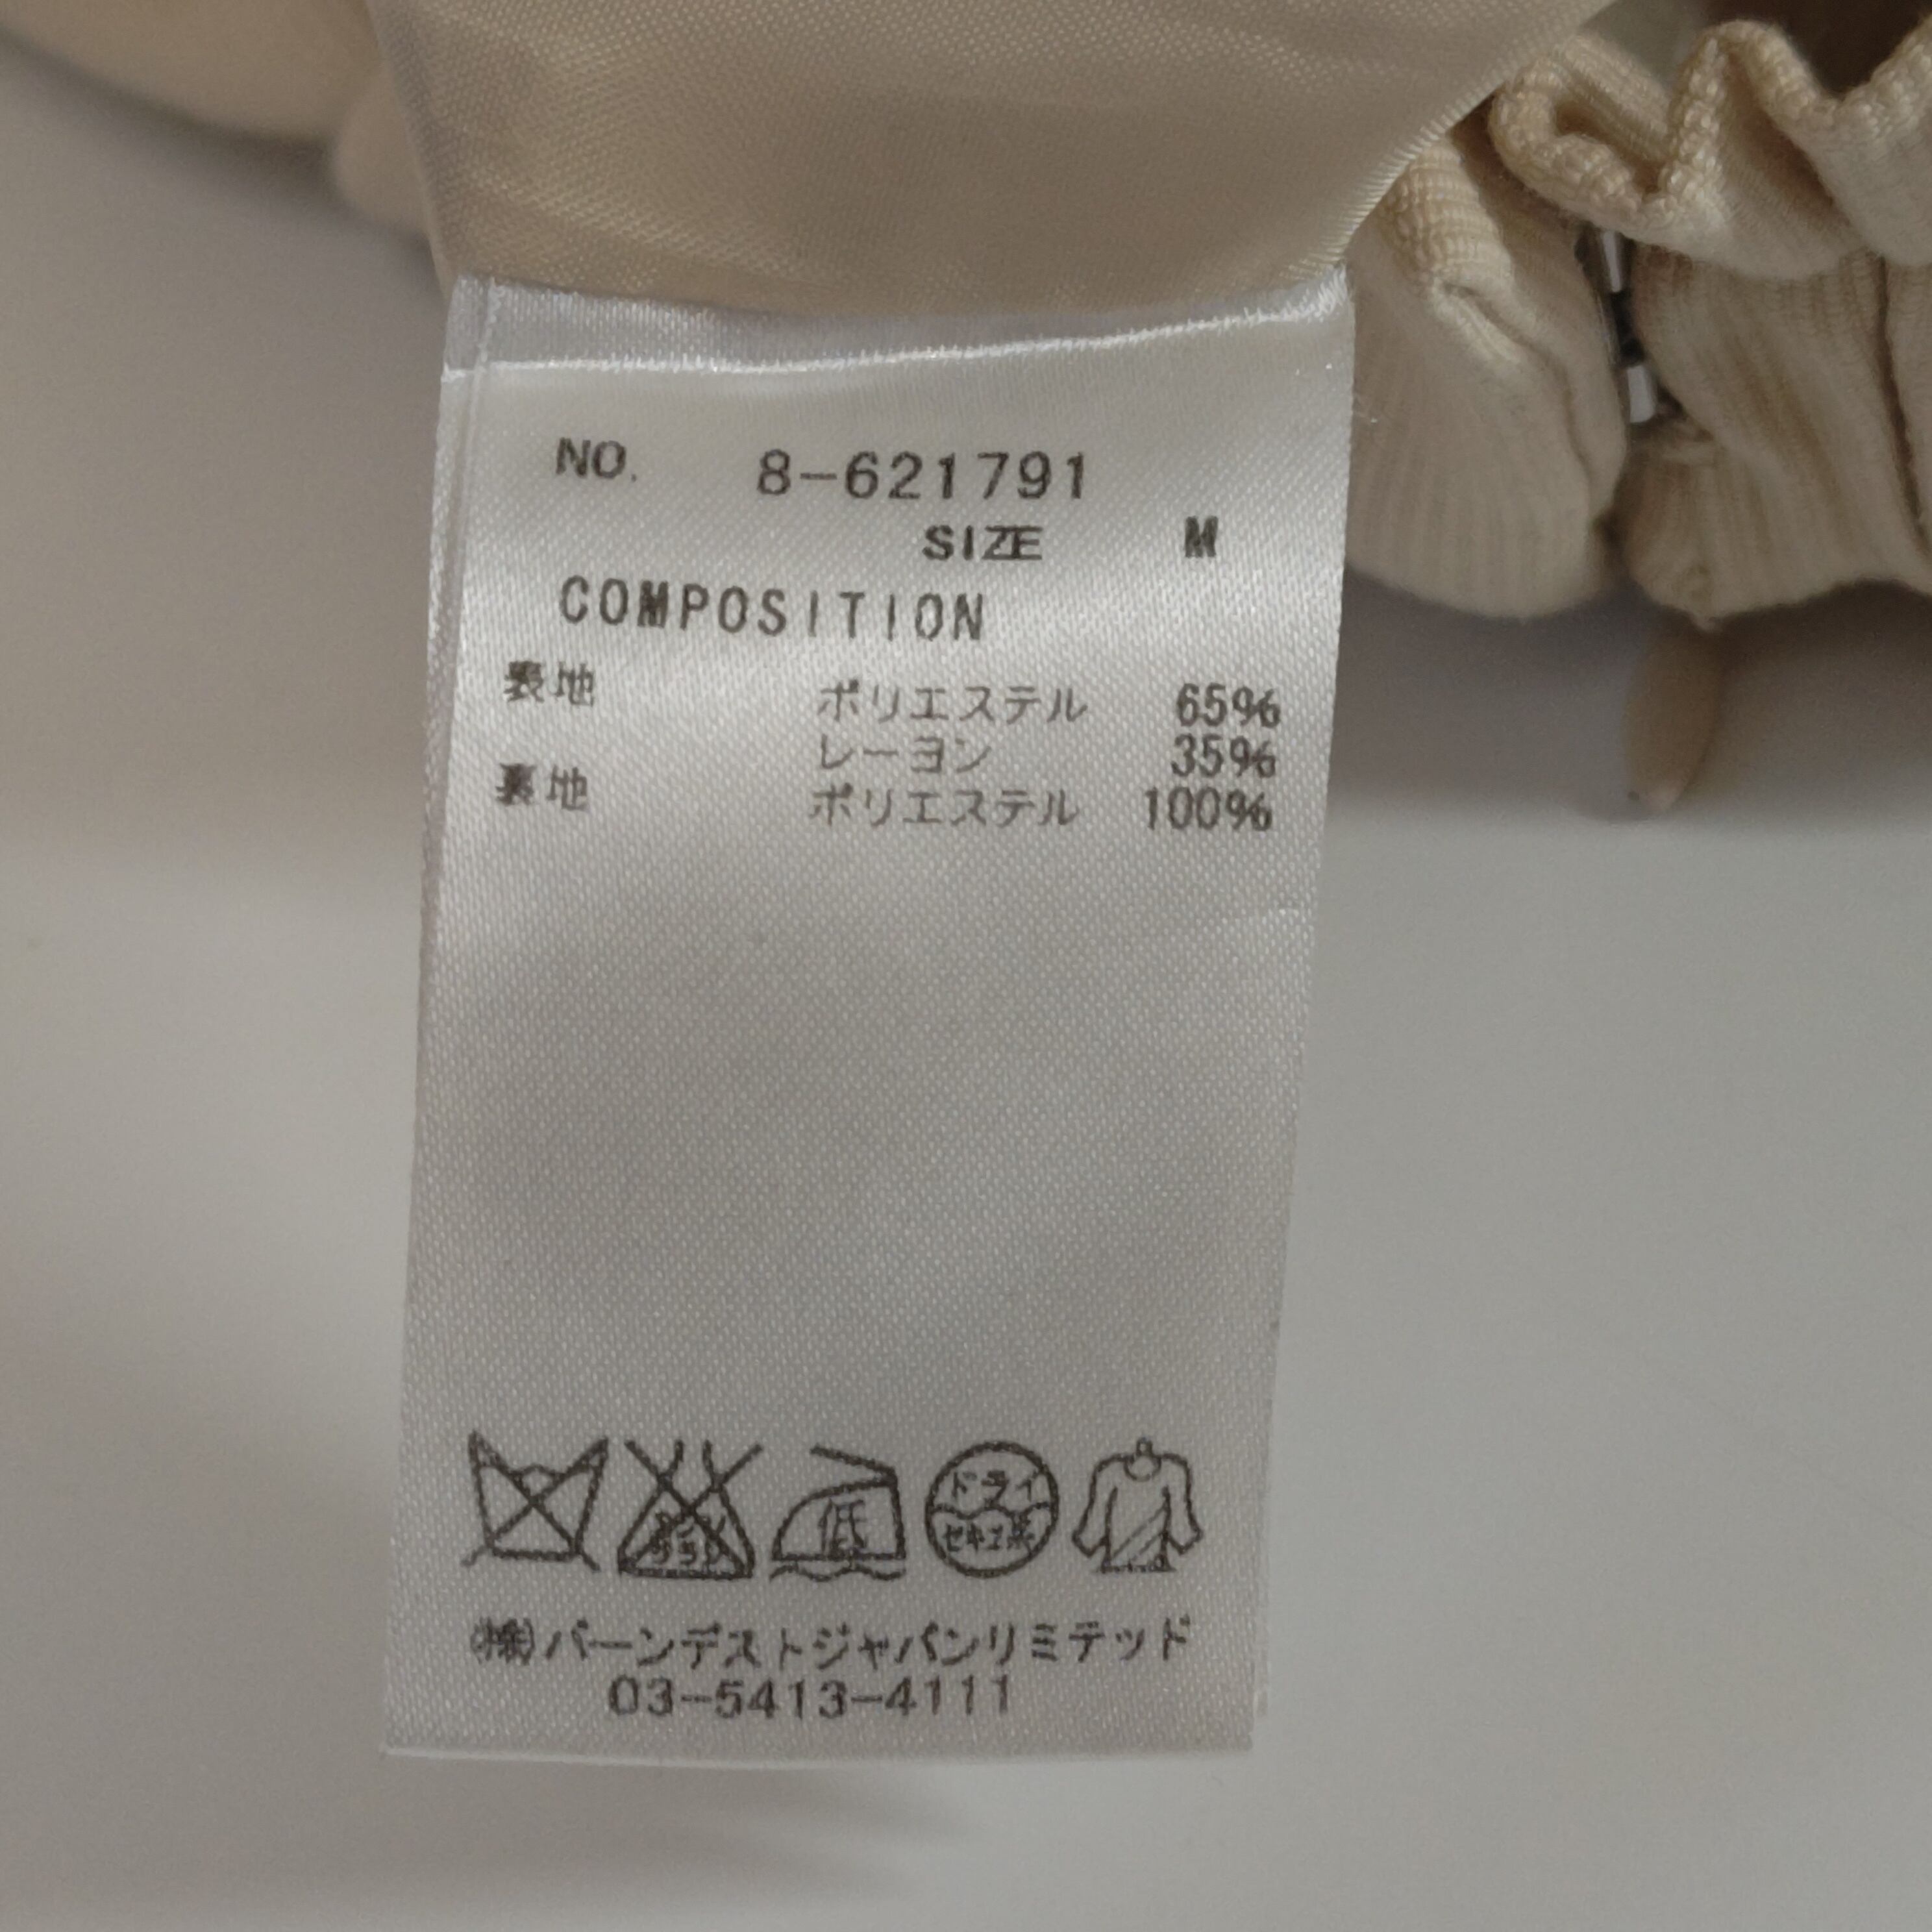 NO. 8-621791
SIZE M
COMPOSITION
表地 ポリエステル 65%
レーヨン 35%
裏地 ポリエステル 100%
低 ドライ
セキユ系
㈱バーンデストジャパンリミテッド
03-5413-4111